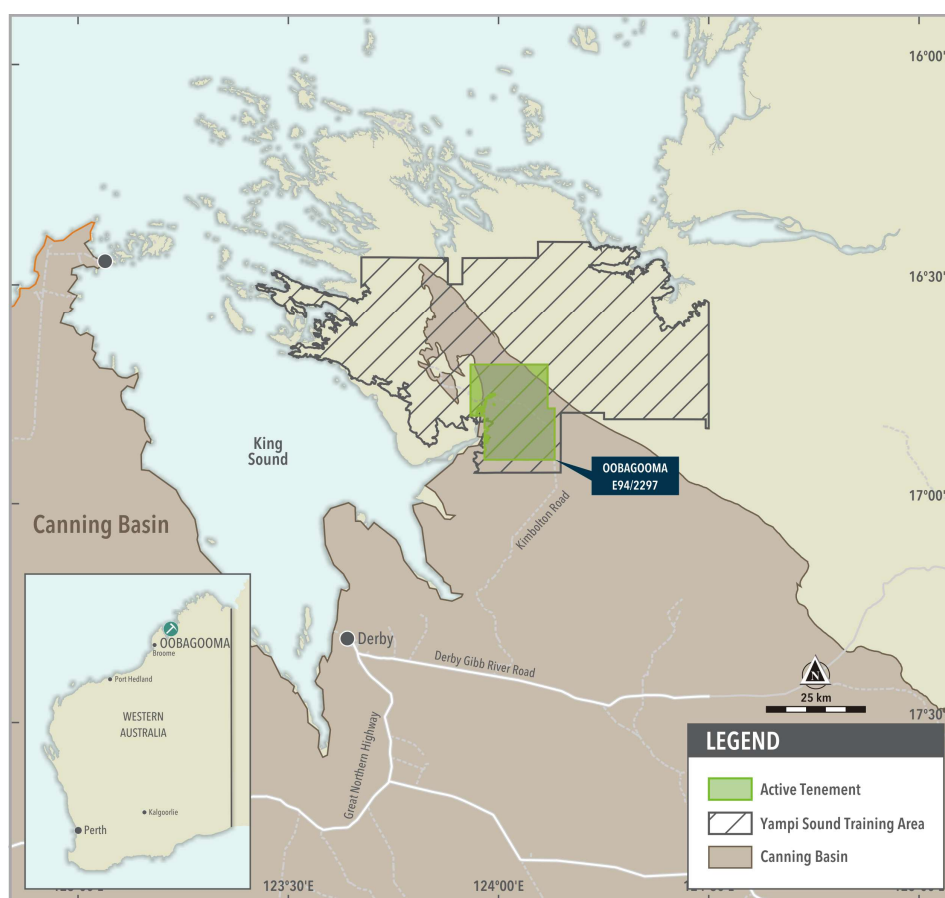 16°00'
16°30'
King
Sound
OOBAGOOMA
E94/2297
17°00'
Kimbolton Road
Canning Basin
Derby
Derby Gibb River Road
Great Northern Highway
N
25 km
17°30'
OOBAGOOMA
Broome
Port Hedland
WESTERN
AUSTRALIA
Kalgoorlie
Perth
LEGEND
Active Tenement
Yampi Sound Training Area
Canning Basin
123°30'E
124°00'E